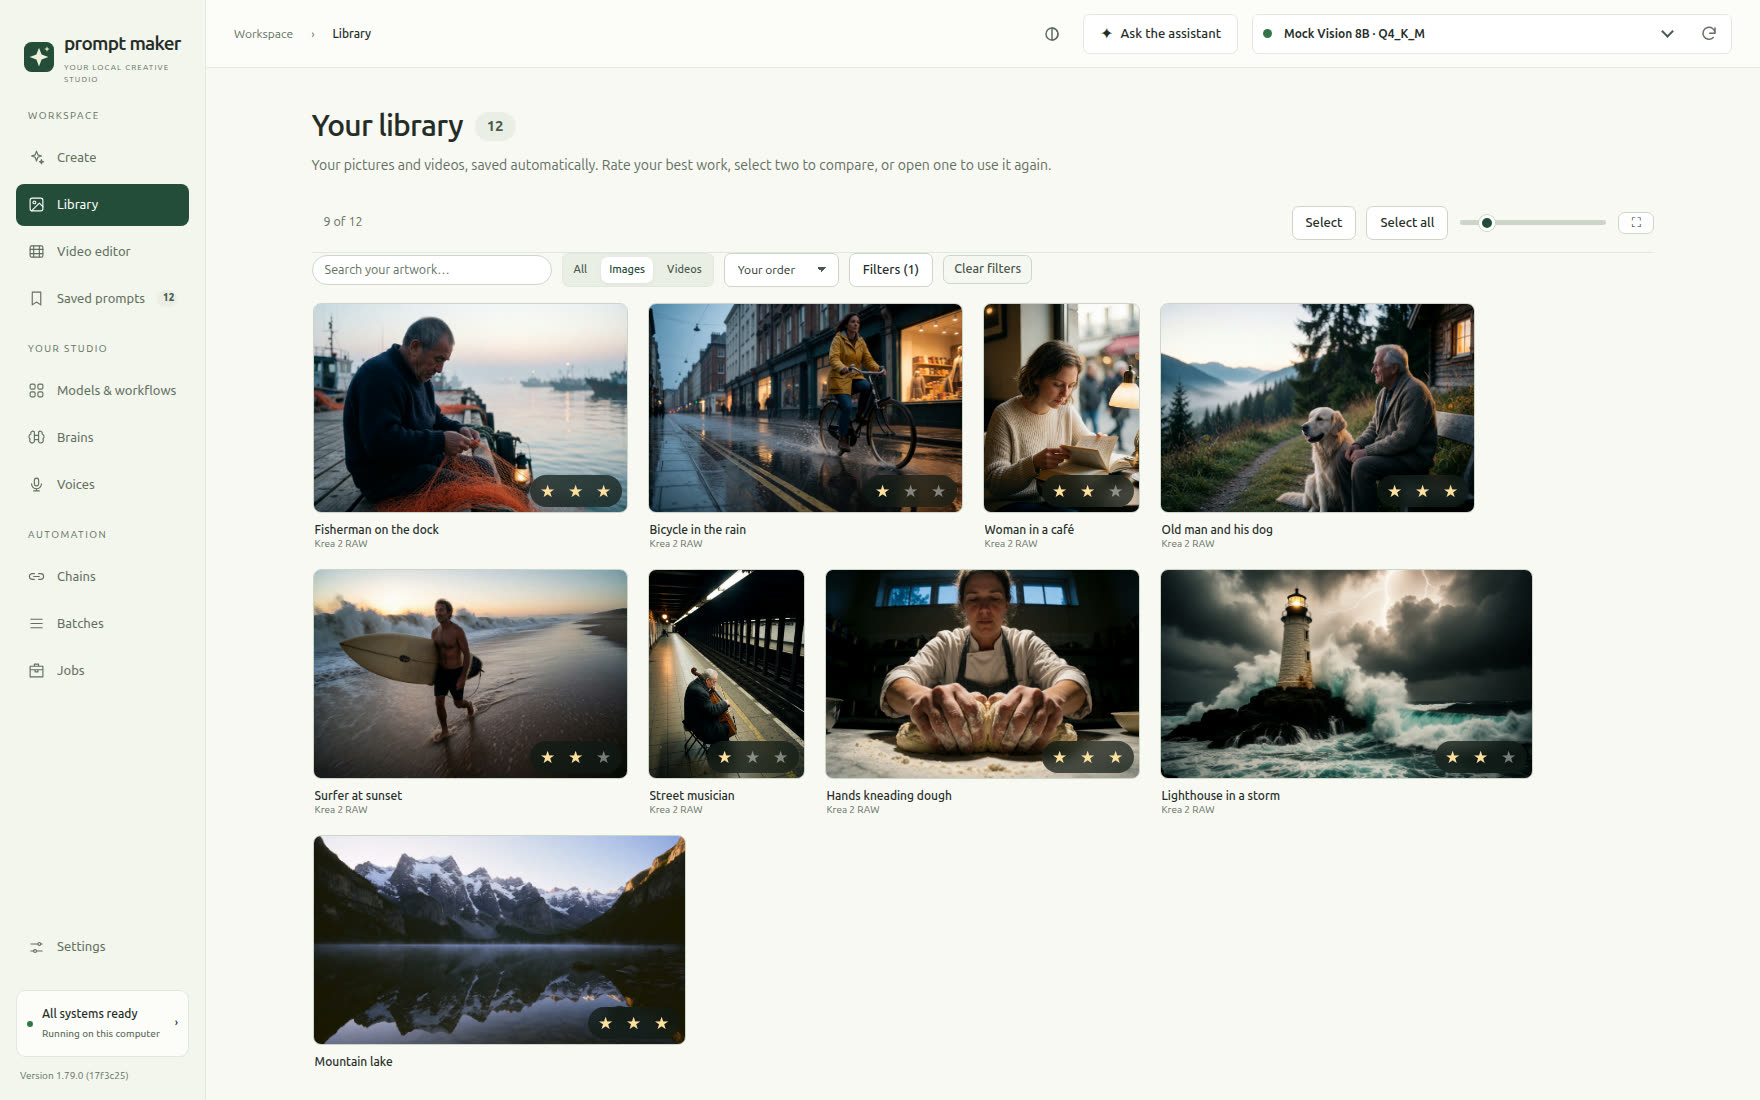 prompt maker
YOUR LOCAL CREATIVE
STUDIO
WORKSPACE
Create
Library
Video editor
Saved prompts 12
YOUR STUDIO
Models & workflows
Brains
Voices
AUTOMATION
Chains
Batches
Jobs
Settings
All systems ready
Running on this computer
Version 1.79.0 (17f3c25)
Workspace › Library
Ask the assistant
Mock Vision 8B · Q4_K_M
Your library 12
Your pictures and videos, saved automatically. Rate your best work, select two to compare, or open one to use it again.
9 of 12
Select
Select all
Search your artwork...
All
Images
Videos
Your order
Filters (1)
Clear filters
Fisherman on the dock
Krea 2 RAW
Bicycle in the rain
Krea 2 RAW
Woman in a café
Krea 2 RAW
Old man and his dog
Krea 2 RAW
Surfer at sunset
Krea 2 RAW
Street musician
Krea 2 RAW
Hands kneading dough
Krea 2 RAW
Lighthouse in a storm
Krea 2 RAW
Mountain lake